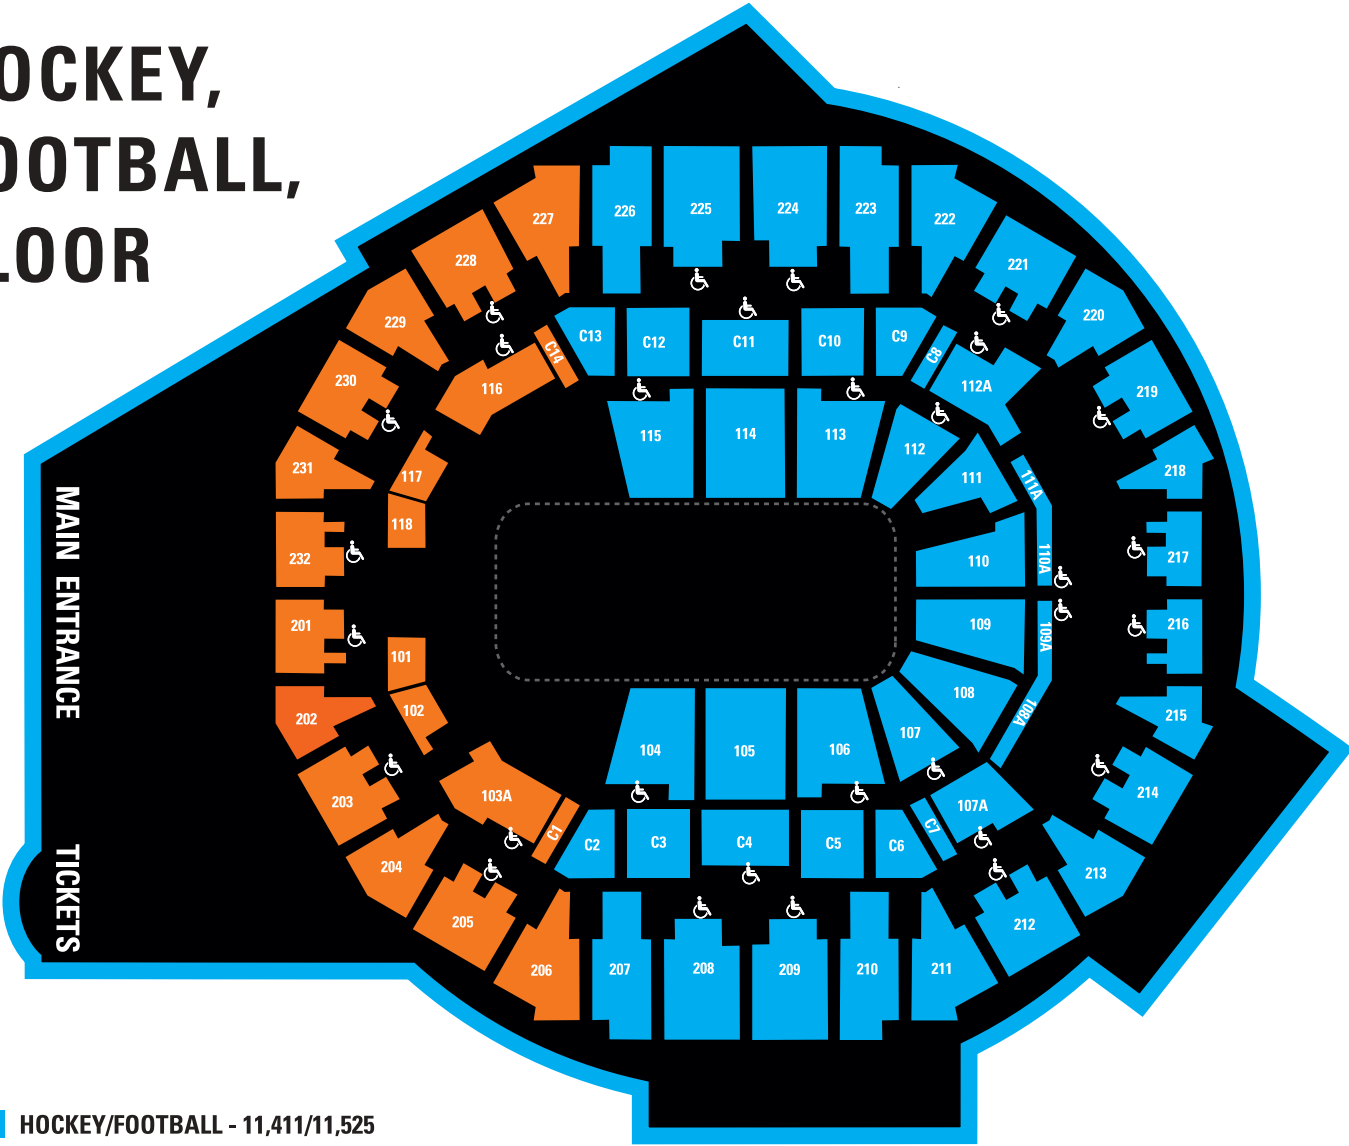 OCKEY,
OOTBALL,
LOOR
226 225 224 223
227 222
228 221
229 220
230 219
231 218
232 217
201 216
202 215
203 214
204 213
205 212
206 211
207 208 209 210
C14 C13 C12 C11 C10 C9 C8
116 115 114 113 112 112A
117 111 111A
118 110 110A
101 109 109A
102 108 108A
103A 104 105 106 107 107A
C1 C2 C3 C4 C5 C6 C7
MAIN ENTRANCE
TICKETS
HOCKEY/FOOTBALL - 11,411/11,525